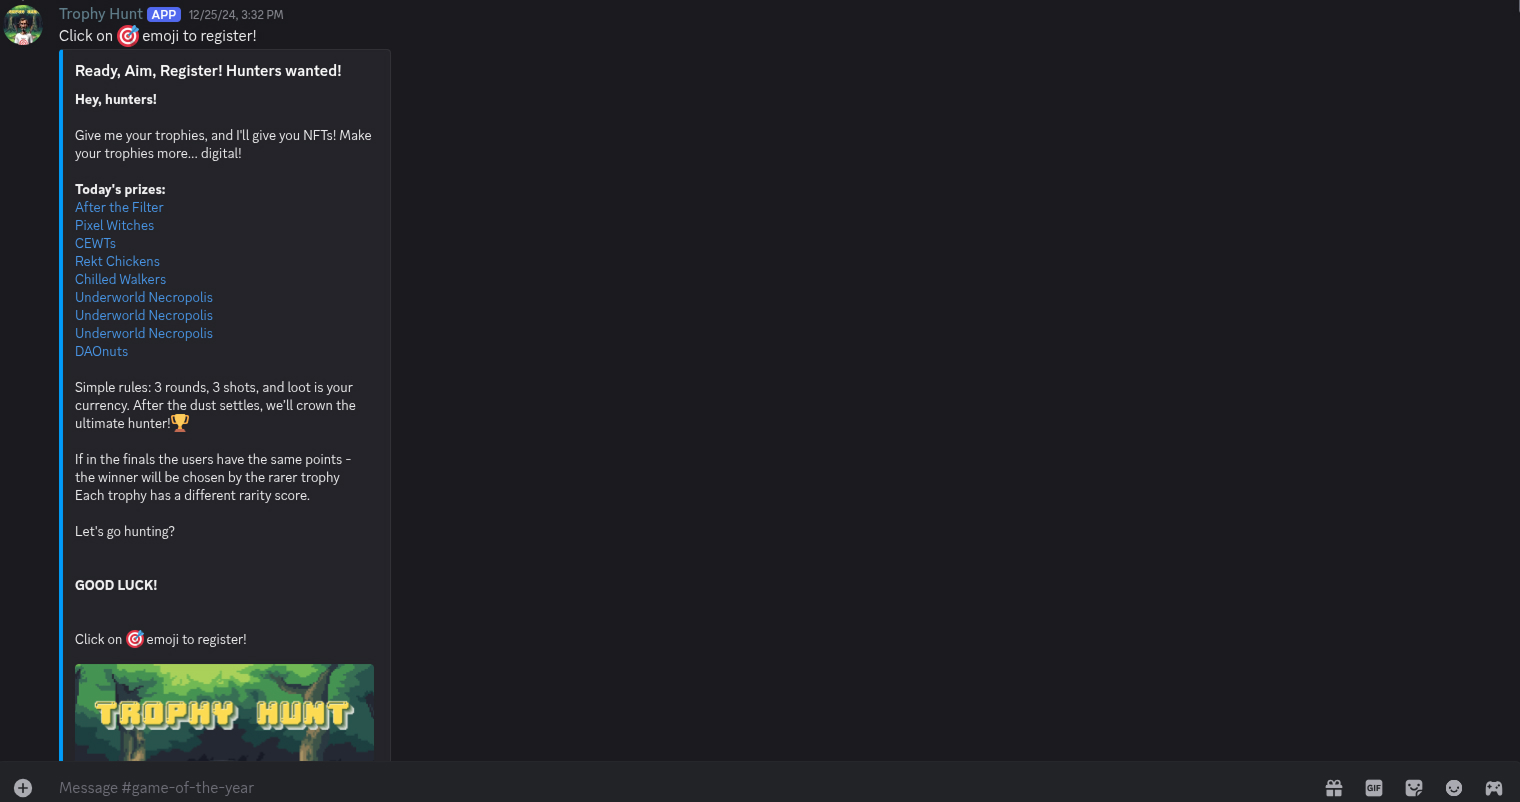 Trophy Hunt APP 12/25/24, 3:32 PM
Click on 🎯 emoji to register!
Ready, Aim, Register! Hunters wanted!
Hey, hunters!
Give me your trophies, and I'll give you NFTs! Make
your trophies more... digital!
Today's prizes:
After the Filter
Pixel Witches
CEWTs
Rekt Chickens
Chilled Walkers
Underworld Necropolis
Underworld Necropolis
Underworld Necropolis
DAOnuts
Simple rules: 3 rounds, 3 shots, and loot is your
currency. After the dust settles, we'll crown the
ultimate hunter!🏆
If in the finals the users have the same points -
the winner will be chosen by the rarer trophy
Each trophy has a different rarity score.
Let's go hunting?
GOOD LUCK!
Click on 🎯 emoji to register!
TROPHY HUNT
Message #game-of-the-year
GIF